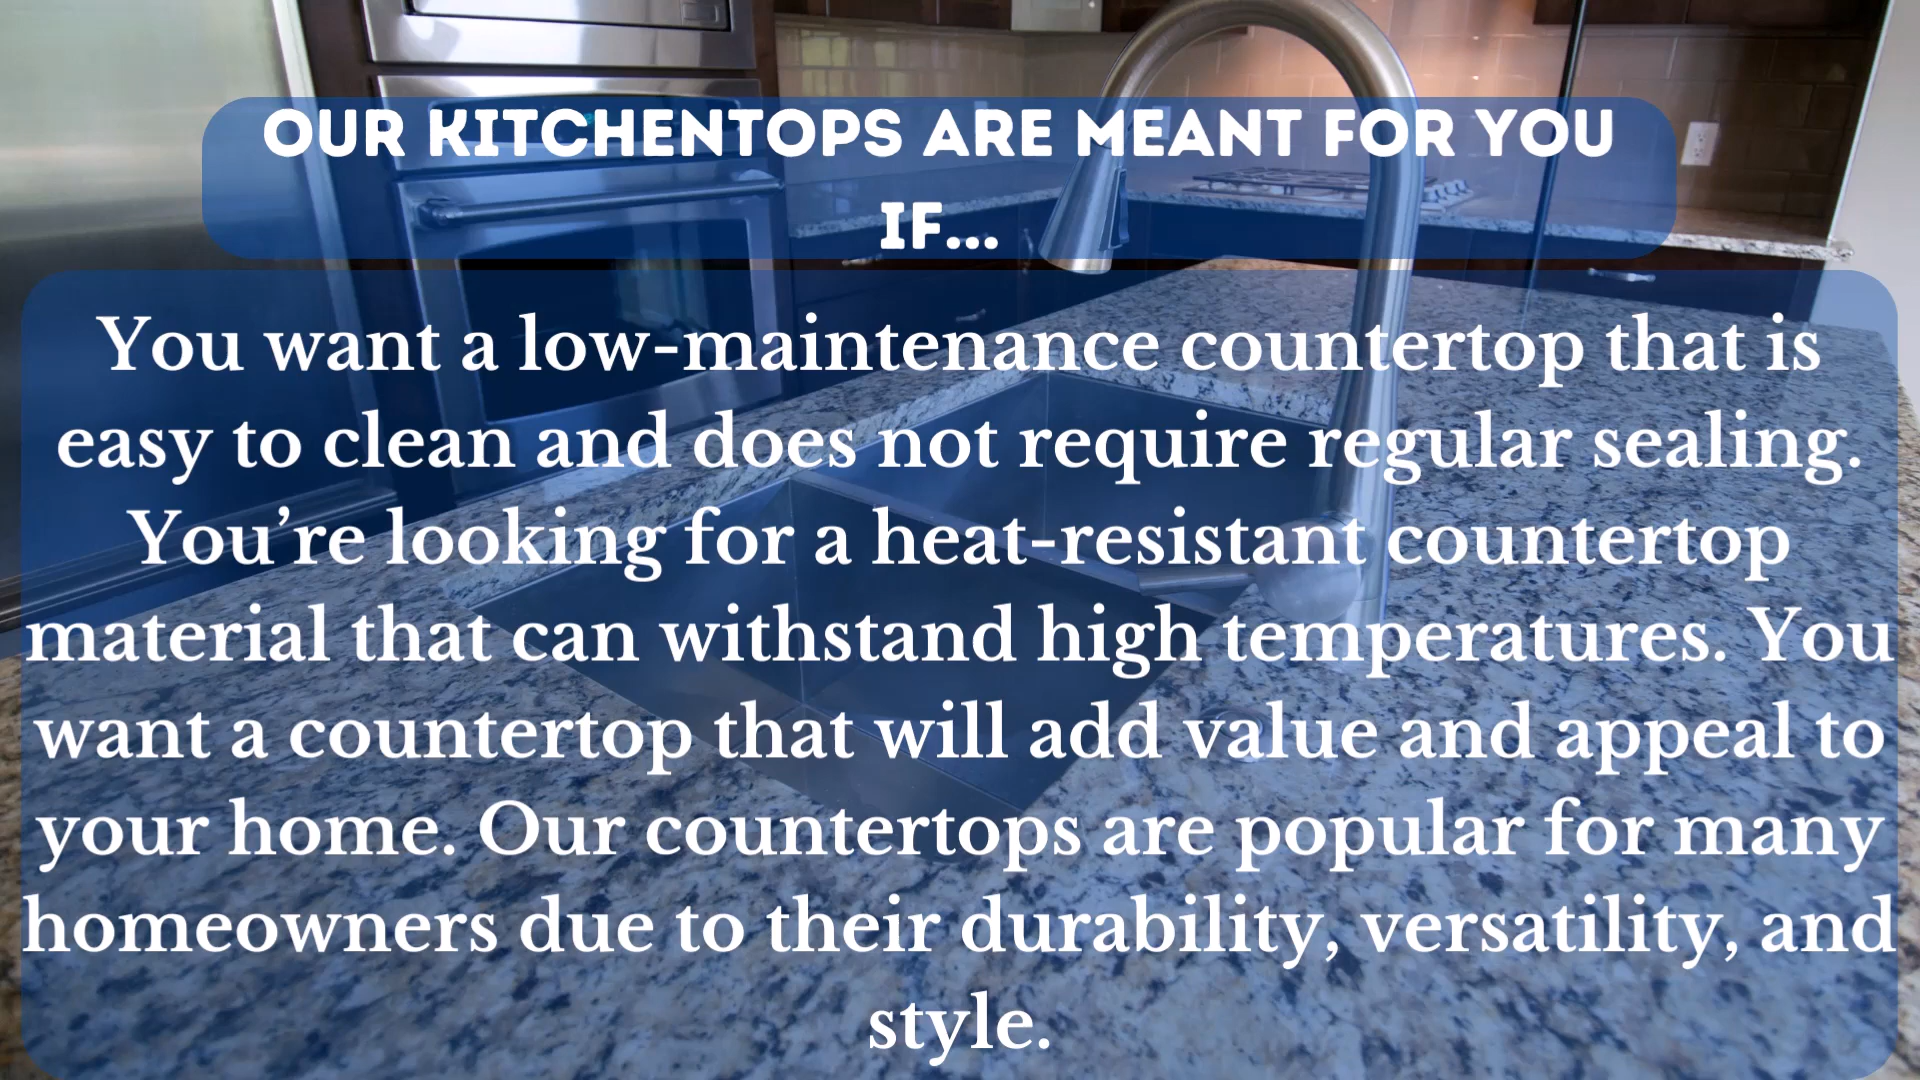 OUR KITCHENTOPS ARE MEANT FOR YOU
IF...
You want a low-maintenance countertop that is
easy to clean and does not require regular sealing.
You’re looking for a heat-resistant countertop
material that can withstand high temperatures. You
want a countertop that will add value and appeal to
your home. Our countertops are popular for many
homeowners due to their durability, versatility, and
style.